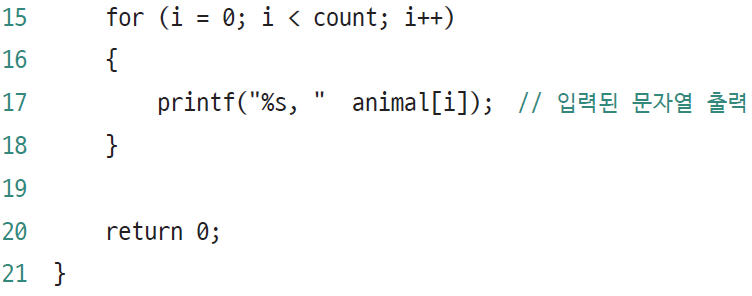 15 for (i = 0; i < count; i++)
16 {
17 printf("%s, "  animal[i]); // 입력된 문자열 출력
18 }
19
20 return 0;
21 }